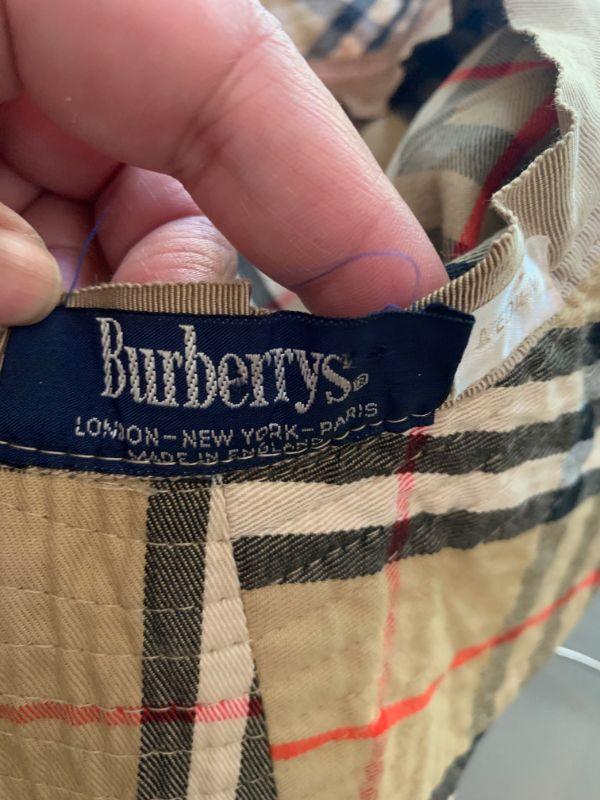 Burberrys®
LONDON - NEW YORK - PARIS
MADE IN ENGLAND